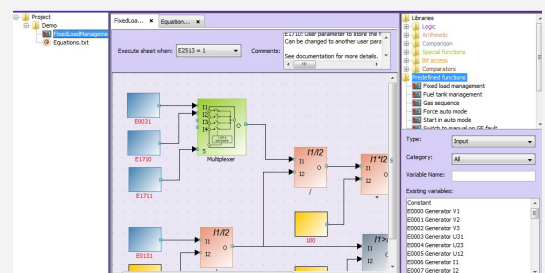 Project
Demo
FixedLoadManageme
Equations.txt
FixedLoa... ×
Equation... ×
Execute sheet when:
E2513 = 1
Comments:
E1710: User parameter to store the f
Can be changed to another user para
See documentation for more details.
E0031
E1710
E1711
I1
I2
I3
I4
S
O
Multiplexer
I1/I2
I1
I2
O
/
I1*I2
I1
I2
O
*
100
E0131
I1/I2
I1
I2
O
I1>
I1
I2
Libraries
Logic
Arithmetic
Comparison
Special functions
Bit access
Comparators
Predefined functions
Fixed load management
Fuel tank management
Gas sequence
Force auto mode
Start in auto mode
Switch to manual on GE fault
Type:
Input
Category:
All
Variable Name:
Existing variables:
Constant
E0000 Generator V1
E0001 Generator V2
E0002 Generator V3
E0003 Generator U31
E0004 Generator U23
E0005 Generator U12
E0006 Generator I1
E0007 Generator I2